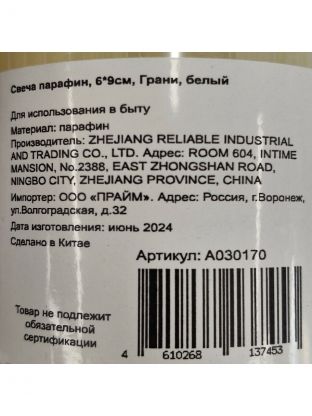 Свеча парафин, 6*9см, Грани, белый
Для использования в быту
Материал: парафин
Производитель: ZHEJIANG RELIABLE INDUSTRIAL
AND TRADING CO., LTD. Адрес: ROOM 604, INTIME
MANSION, No.2388, EAST ZHONGSHAN ROAD,
NINGBO CITY, ZHEJIANG PROVINCE, CHINA
Импортер: ООО «ПРАЙМ». Адрес: Россия, г.Воронеж,
ул.Волгоградская, д.32
Дата изготовления: июнь 2024
Сделано в Китае
Артикул: A030170
Товар не подлежит
обязательной
сертификации
4 610268 137453